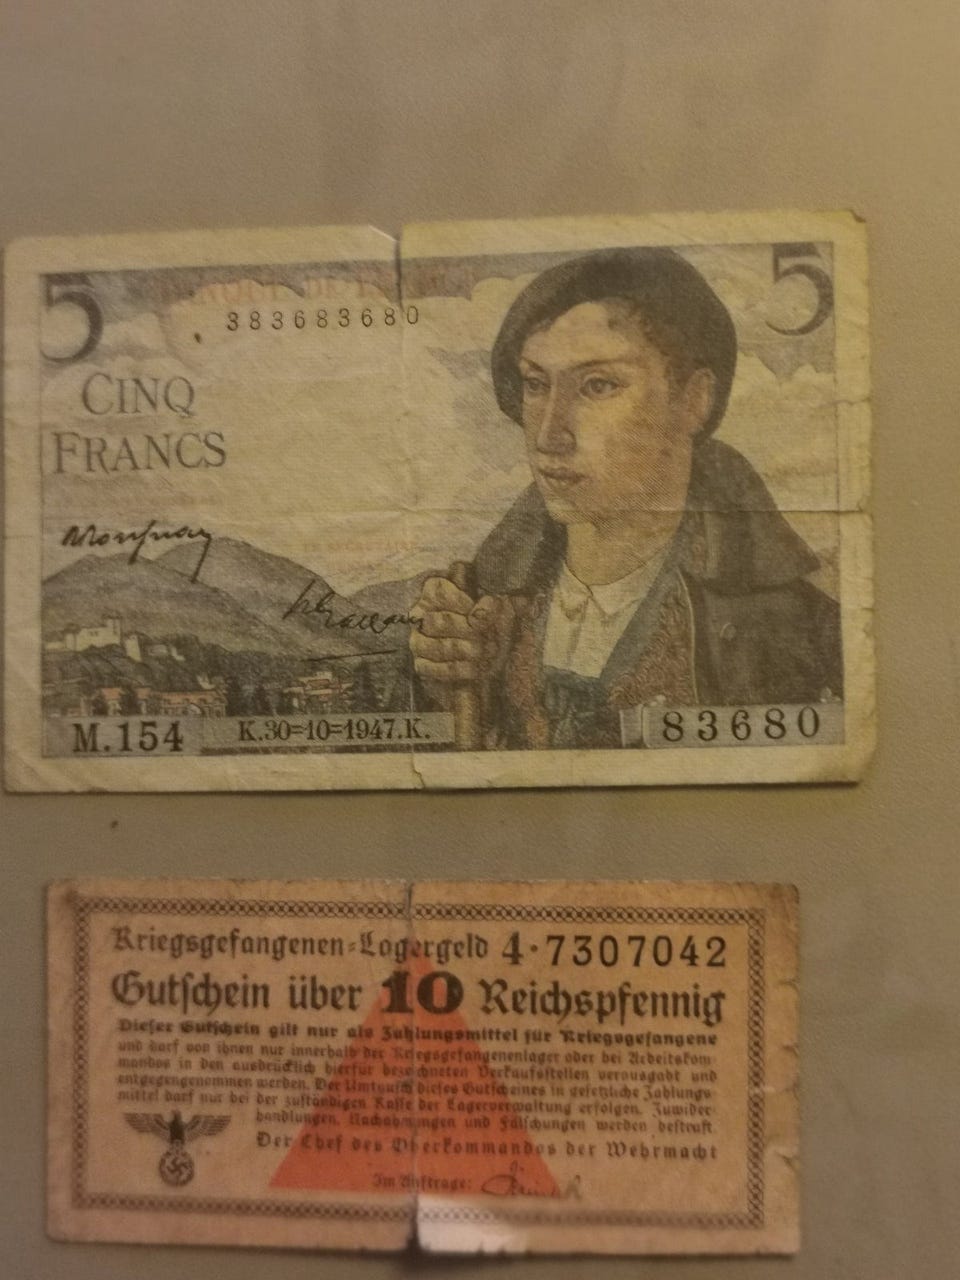 5
5
BANQUE DE
383683680
CINQ
FRANCS
M.154
K.30=10=1947.K.
83680
Kriegsgefangenen=Lagergeld 4·7307042
Gutschein über 10 Reichspfennig
Dieser Gutschein gilt nur als Zahlungsmittel für Kriegsgefangene
und darf von ihnen nur innerhalb der Kriegsgefangenenlager oder bei Arbeitskom-
mandos in den ausdrücklich hierfür bezeichneten Verkaufsstellen verausgabt und
entgegengenommen werden. Der Umtausch dieses Gutscheines in gesetzliche Zahlungs-
mittel darf nur bei der zuständigen Kasse der Lagerverwaltung erfolgen. Zuwider-
handlungen, Nachahmungen und Fälschungen werden bestraft.
Der Chef des Oberkommandos der Wehrmacht
Im Auftrage: